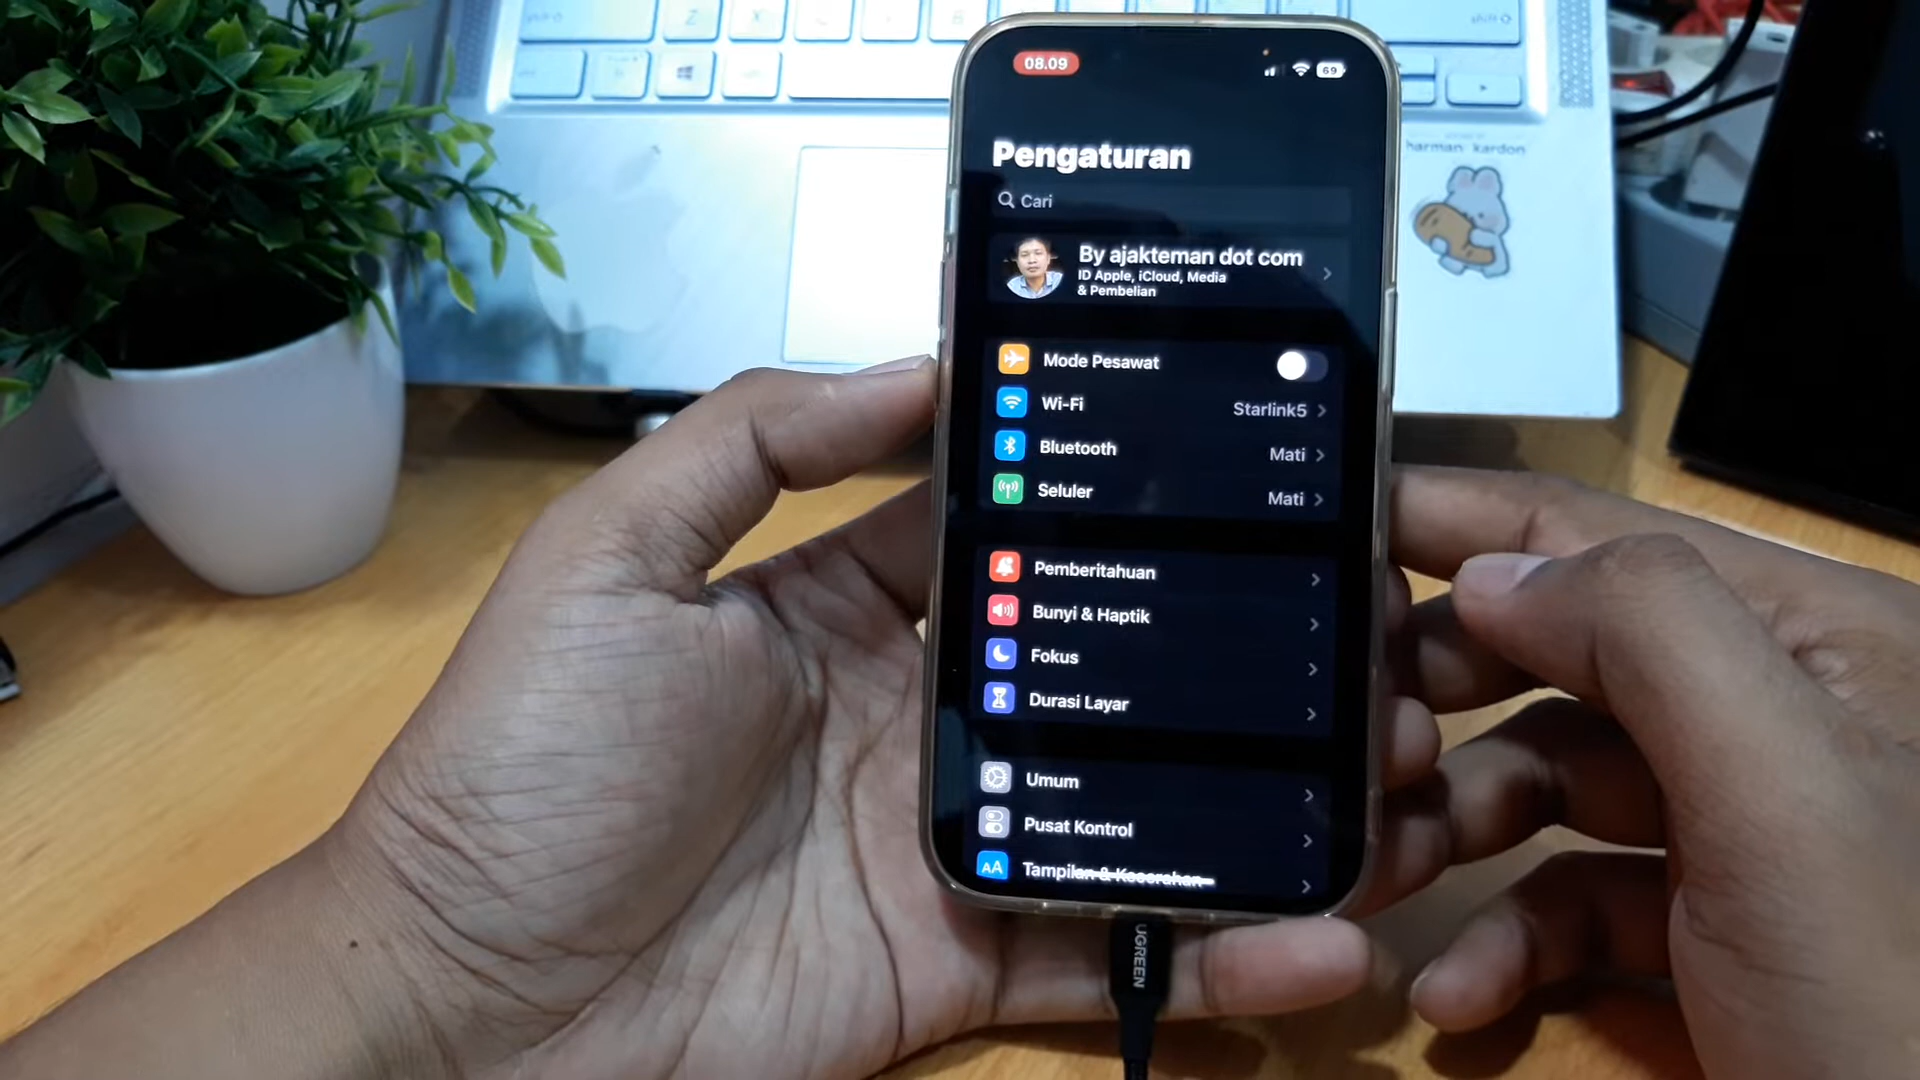 shift
Z
X
shift
harman/kardon
08.09
69
Pengaturan
Cari
By ajakteman dot com
ID Apple, iCloud, Media
& Pembelian
Mode Pesawat
Wi-Fi
Starlink5
Bluetooth
Mati
Seluler
Mati
Pemberitahuan
Bunyi & Haptik
Fokus
Durasi Layar
Umum
Pusat Kontrol
AA
Tampilan & Kecerahan
UGREEN